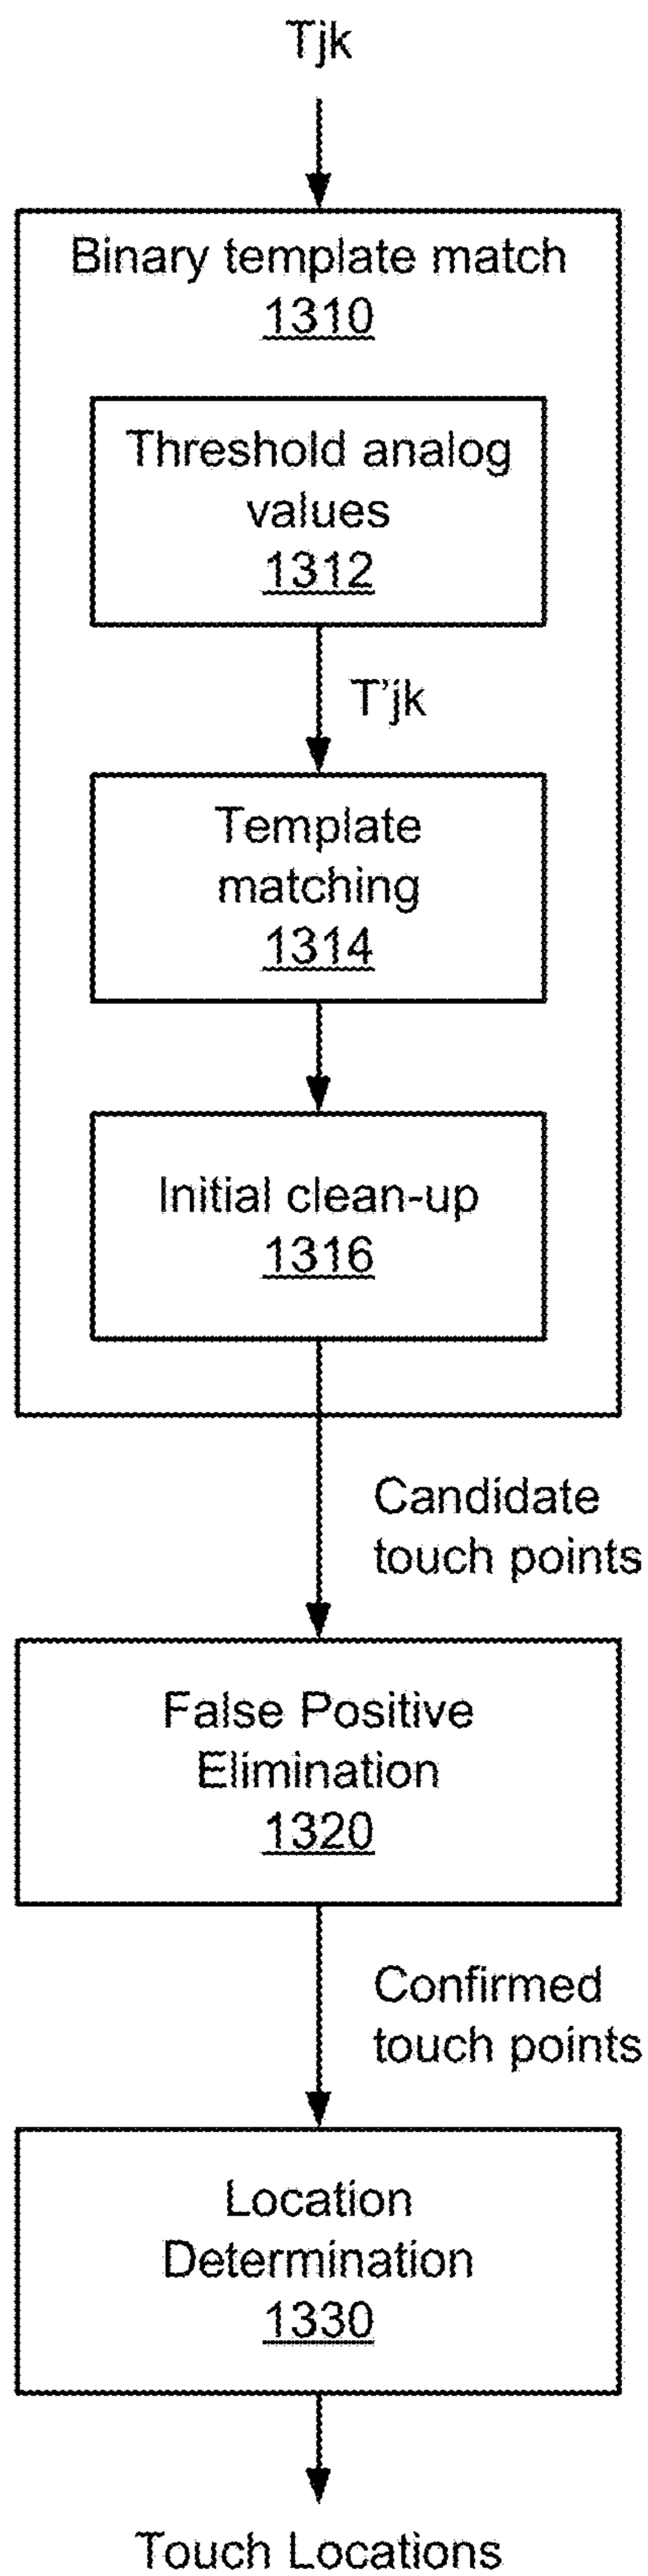 Tjk
Binary template match
1310
Threshold analog
values
1312
T'jk
Template
matching
1314
Initial clean-up
1316
Candidate
touch points
False Positive
Elimination
1320
Confirmed
touch points
Location
Determination
1330
Touch Locations